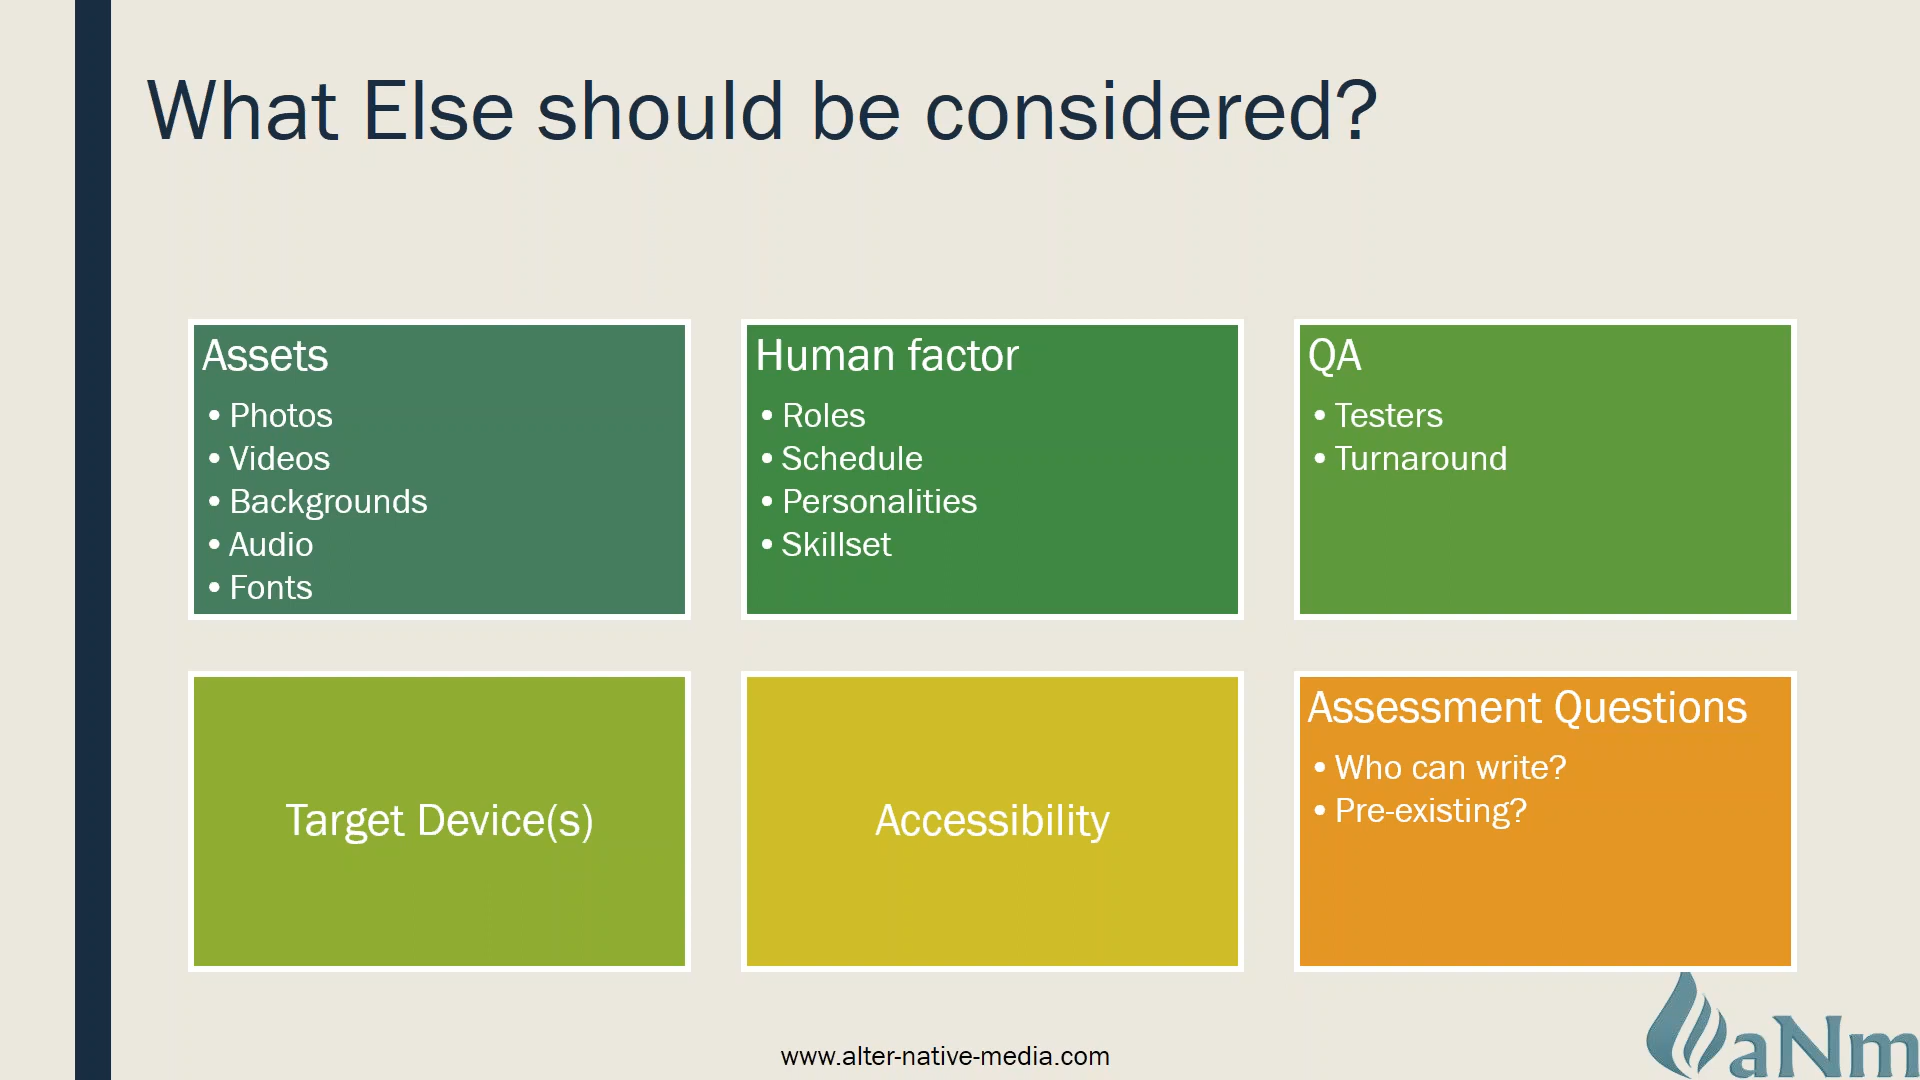 What Else should be considered?
Assets
• Photos
• Videos
• Backgrounds
• Audio
• Fonts
Human factor
• Roles
• Schedule
• Personalities
• Skillset
QA
• Testers
• Turnaround
Target Device(s)
Accessibility
Assessment Questions
• Who can write?
• Pre-existing?
www.alter-native-media.com
aNm